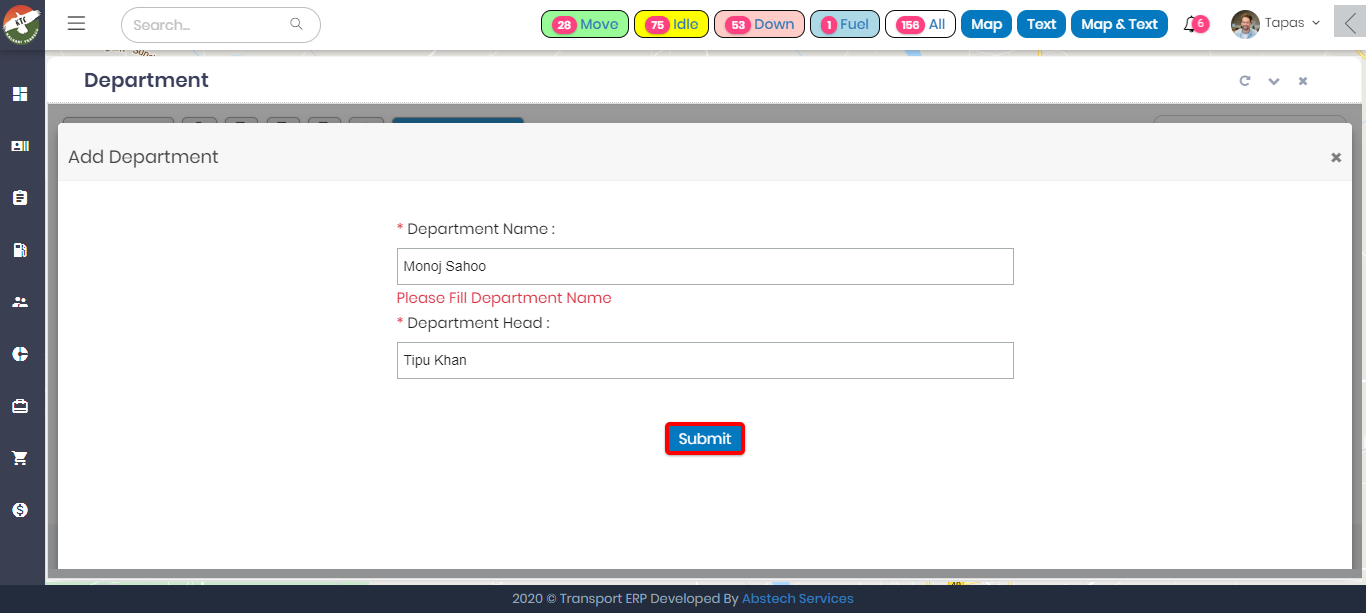 KTC
Search...
28 Move 75 Idle 53 Down 1 Fuel 156 All Map Text Map & Text 6 Tapas
Department
Add Department
* Department Name :
Monoj Sahoo
Please Fill Department Name
* Department Head :
Tipu Khan
Submit
2020 © Transport ERP Developed By Abstech Services